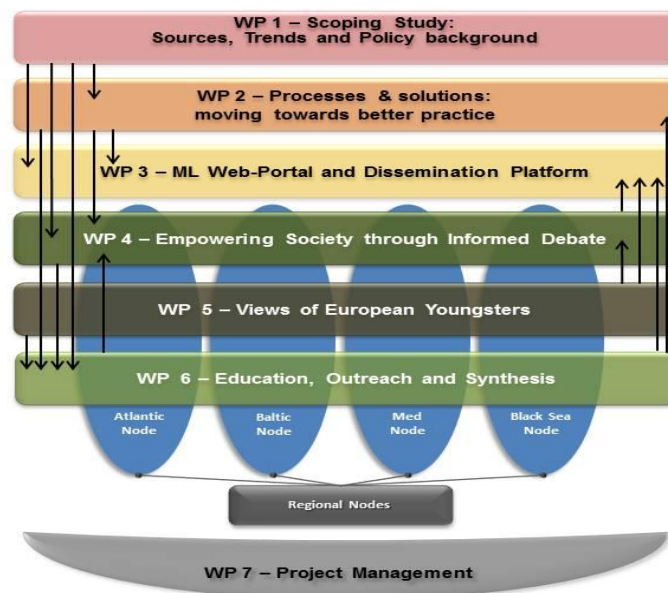 WP 1 – Scoping Study:
Sources, Trends and Policy background
WP 2 – Processes & solutions:
moving towards better practice
WP 3 – ML Web-Portal and Dissemination Platform
WP 4 – Empowering Society through Informed Debate
WP 5 – Views of European Youngsters
WP 6 – Education, Outreach and Synthesis
Atlantic
Node
Baltic
Node
Med
Node
Black Sea
Node
Regional Nodes
WP 7 – Project Management